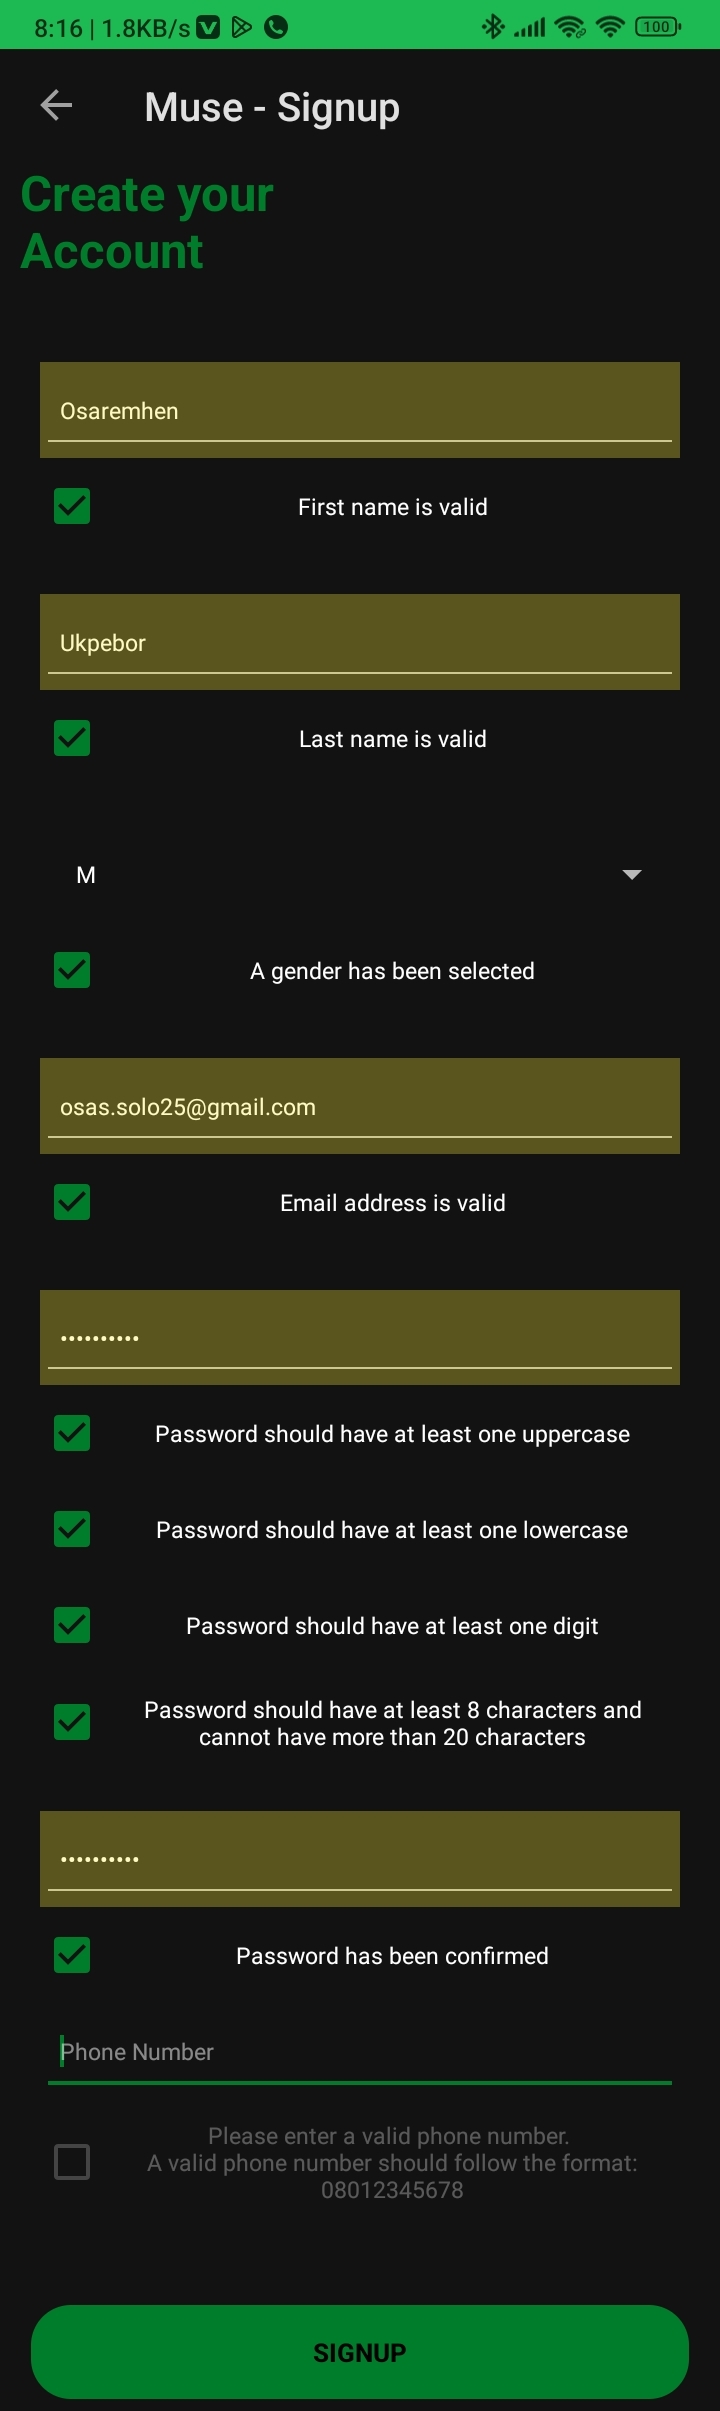 8:16 | 1.8KB/s
100
Muse - Signup
Create your
Account
Osaremhen
First name is valid
Ukpebor
Last name is valid
M
A gender has been selected
osas.solo25@gmail.com
Email address is valid
••••••••••
Password should have at least one uppercase
Password should have at least one lowercase
Password should have at least one digit
Password should have at least 8 characters and
cannot have more than 20 characters
••••••••••
Password has been confirmed
Phone Number
Please enter a valid phone number.
A valid phone number should follow the format:
08012345678
SIGNUP